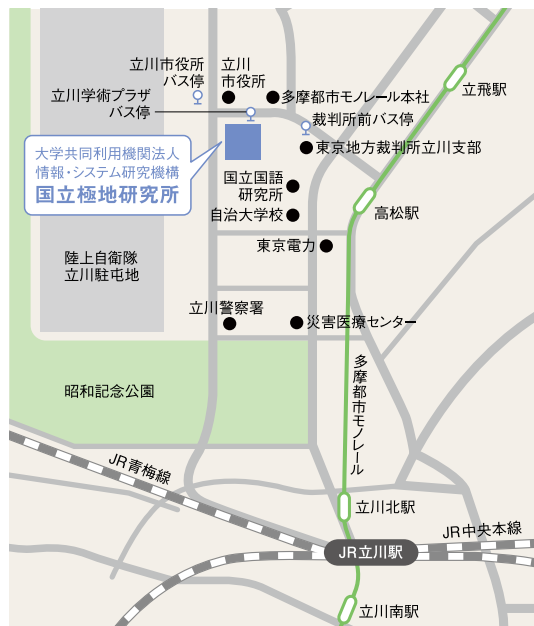 立川市役所
バス停
立川
市役所
立飛駅
立川学術プラザ
バス停
多摩都市モノレール本社
裁判所前バス停
東京地方裁判所立川支部
大学共同利用機関法人
情報・システム研究機構
国立極地研究所
国立国語
研究所
自治大学校
高松駅
東京電力
陸上自衛隊
立川駐屯地
立川警察署
災害医療センター
昭和記念公園
多摩都市モノレール
JR青梅線
立川北駅
JR中央本線
JR立川駅
立川南駅